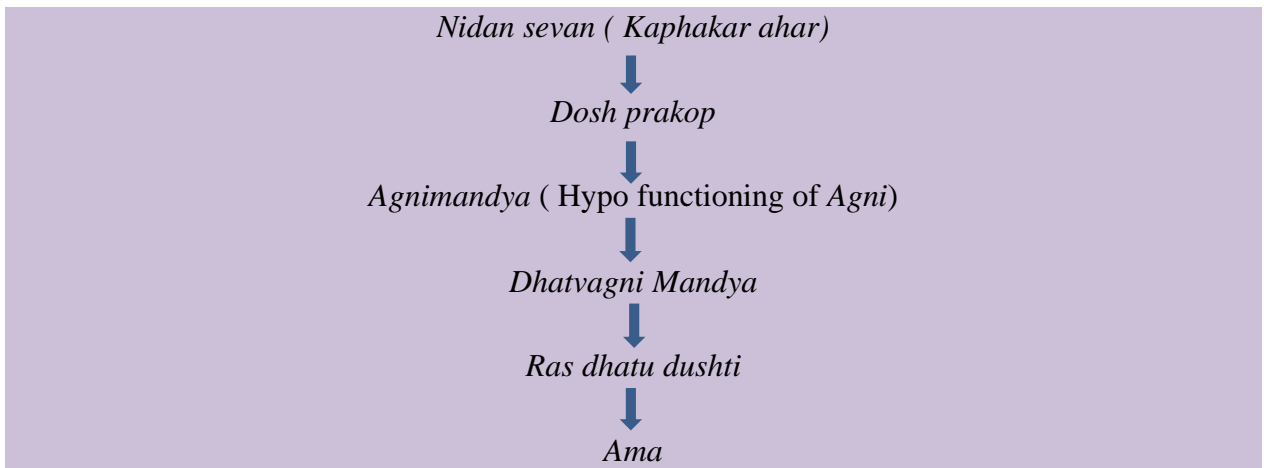 Nidan sevan ( Kaphakar ahar)
Dosh prakop
Agnimandya ( Hypo functioning of Agni)
Dhatvagni Mandya
Ras dhatu dushti
Ama